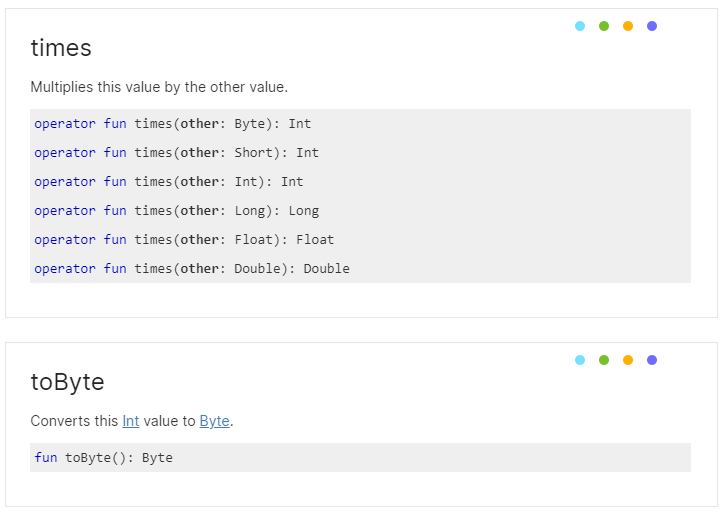 times
Multiplies this value by the other value.
operator fun times(other: Byte): Int
operator fun times(other: Short): Int
operator fun times(other: Int): Int
operator fun times(other: Long): Long
operator fun times(other: Float): Float
operator fun times(other: Double): Double
toByte
Converts this Int value to Byte.
fun toByte(): Byte